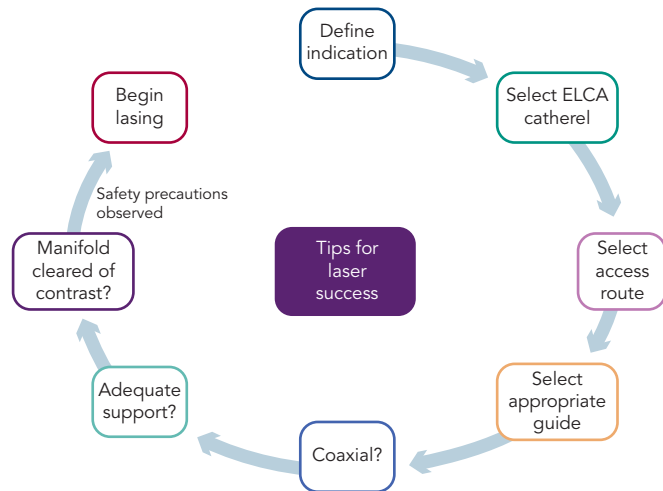 Define
indication
Select ELCA
catherel
Select
access
route
Select
appropriate
guide
Coaxial?
Adequate
support?
Manifold
cleared of
contrast?
Safety precautions
observed
Begin
lasing
Tips for
laser
success